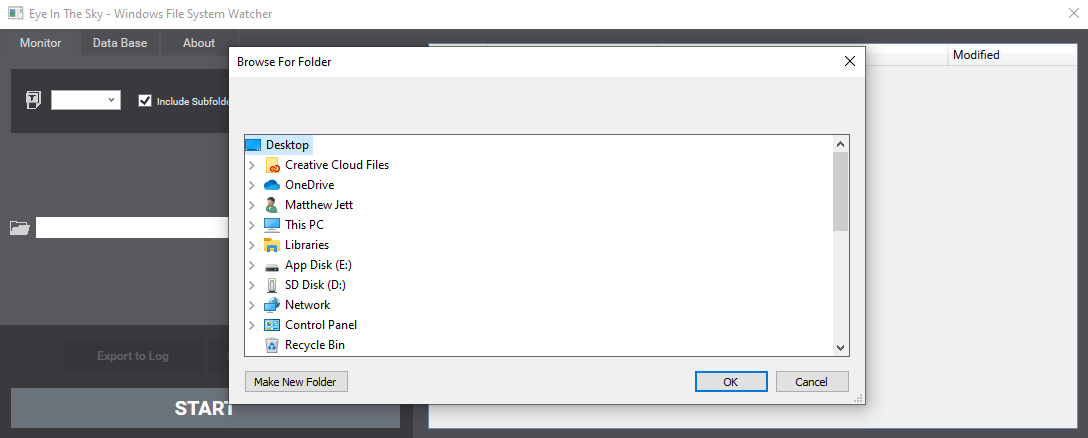 Eye In The Sky - Windows File System Watcher
Monitor
Data Base
About
Include Subfolde
Export to Log
START
Browse For Folder
Desktop
Creative Cloud Files
OneDrive
Matthew Jett
This PC
Libraries
App Disk (E:)
SD Disk (D:)
Network
Control Panel
Recycle Bin
Make New Folder
OK
Cancel
Modified